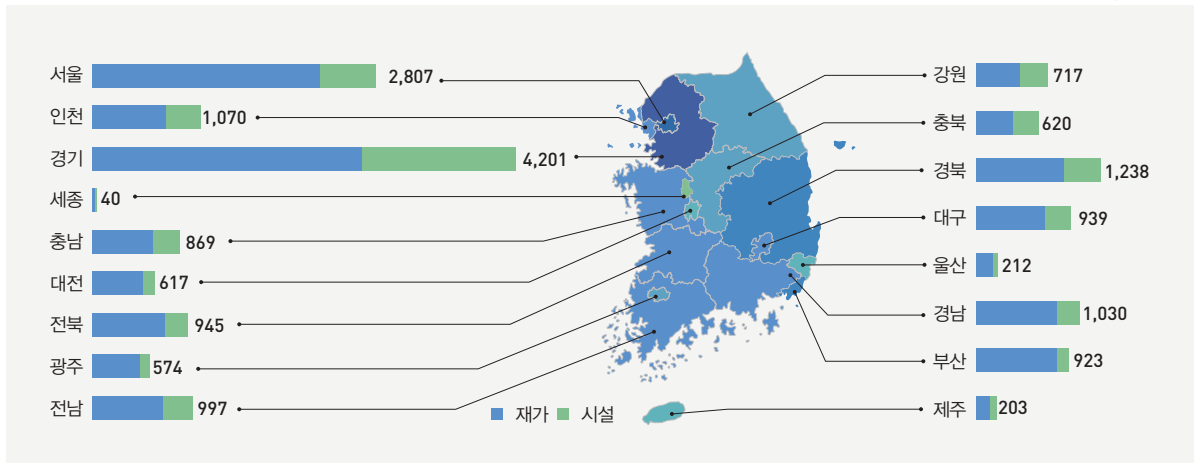 서울 2,807
인천 1,070
경기 4,201
세종 40
충남 869
대전 617
전북 945
광주 574
전남 997
강원 717
충북 620
경북 1,238
대구 939
울산 212
경남 1,030
부산 923
제주 203
재가 시설